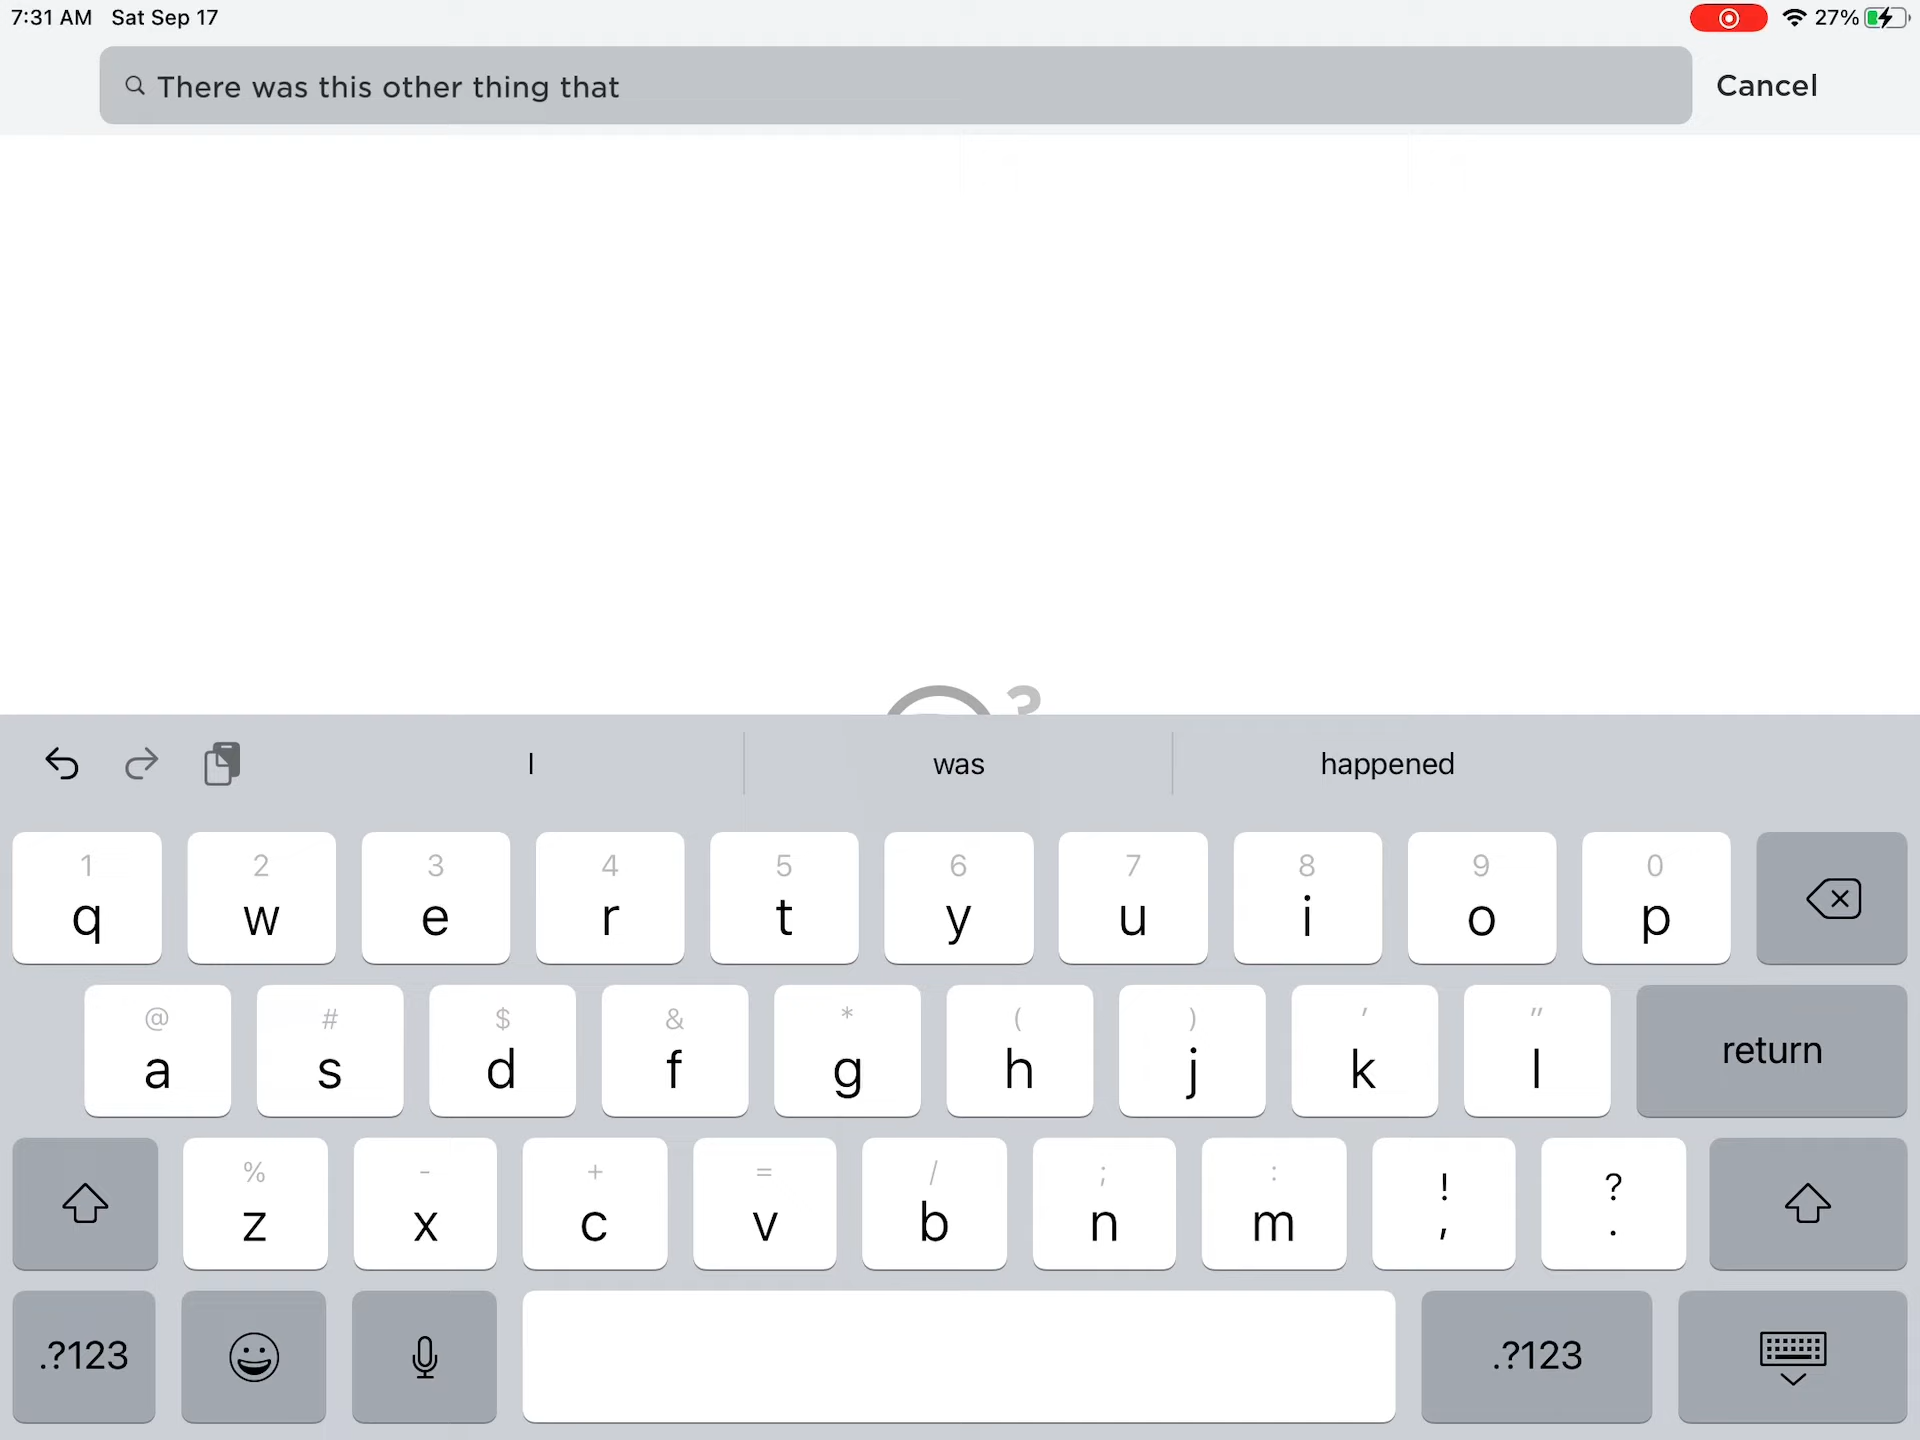 7:31 AM Sat Sep 17
27%
There was this other thing that
Cancel
I was happened
1 2 3 4 5 6 7 8 9 0
q w e r t y u i o p
@ # $ & * ( ) ' "
a s d f g h j k l return
% - + = / ; : ! ?
z x c v b n m , .
.?123 .?123